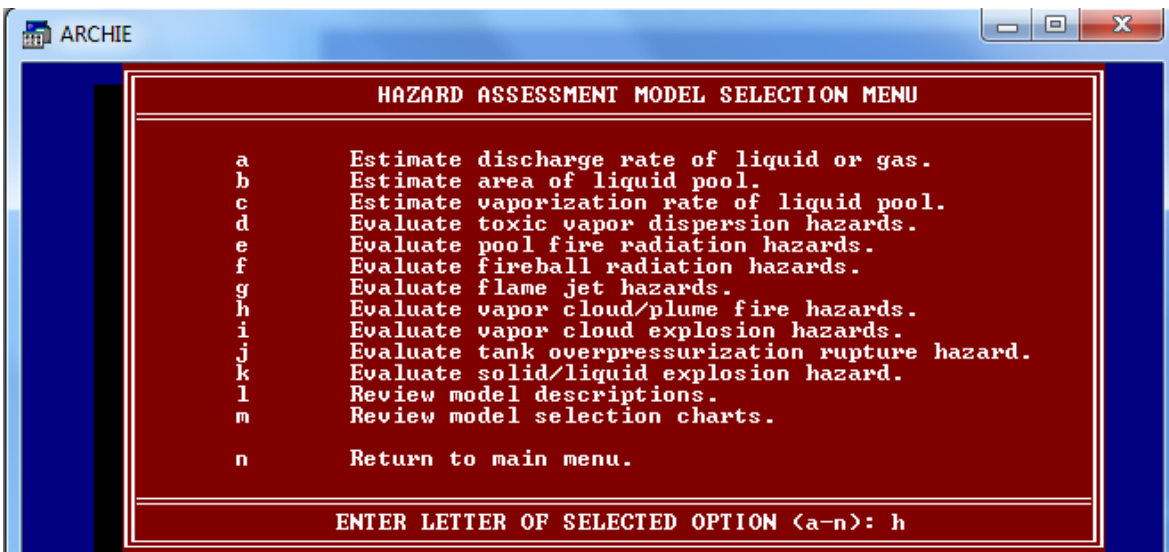 ARCHIE
HAZARD ASSESSMENT MODEL SELECTION MENU
a Estimate discharge rate of liquid or gas.
b Estimate area of liquid pool.
c Estimate vaporization rate of liquid pool.
d Evaluate toxic vapor dispersion hazards.
e Evaluate pool fire radiation hazards.
f Evaluate fireball radiation hazards.
g Evaluate flame jet hazards.
h Evaluate vapor cloud/plume fire hazards.
i Evaluate vapor cloud explosion hazards.
j Evaluate tank overpressurization rupture hazard.
k Evaluate solid/liquid explosion hazard.
l Review model descriptions.
m Review model selection charts.
n Return to main menu.
ENTER LETTER OF SELECTED OPTION (a-n): h